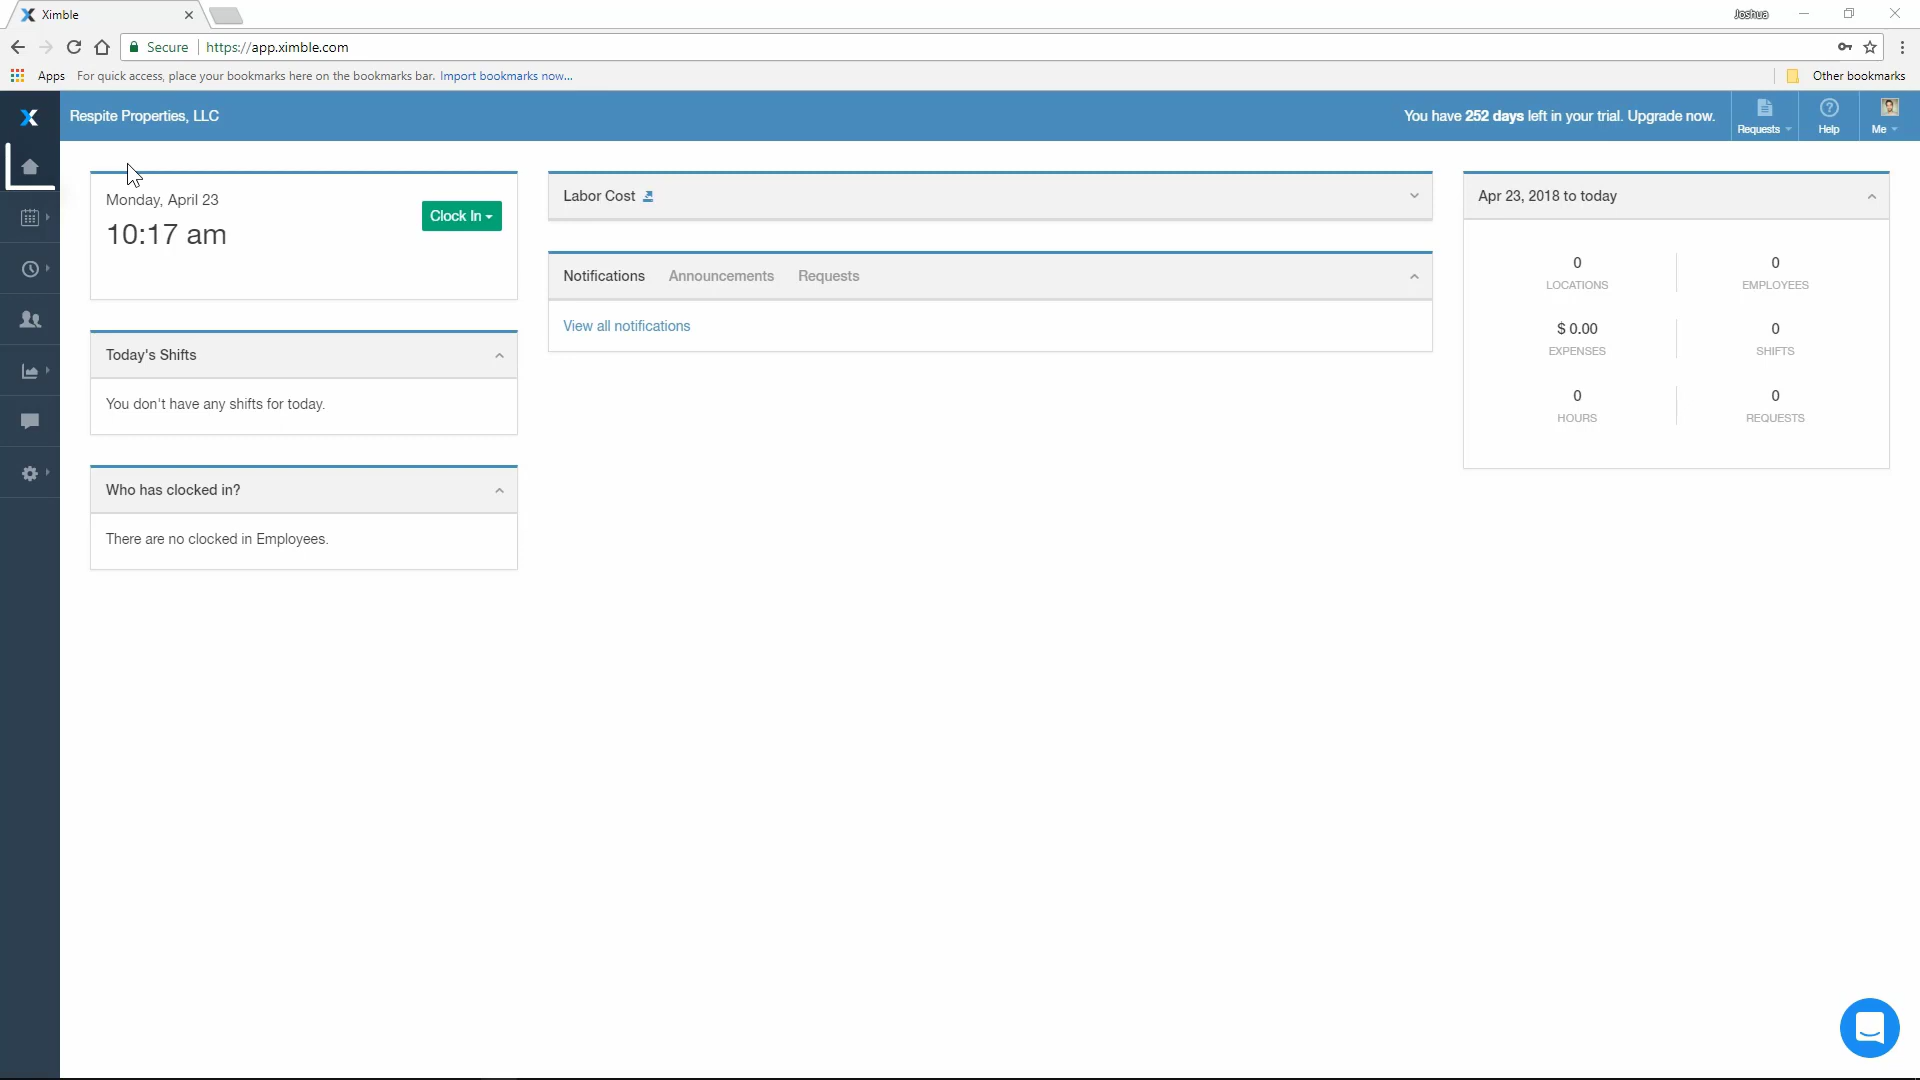 Ximble
Joshua
Secure https://app.ximble.com
Apps For quick access, place your bookmarks here on the bookmarks bar. Import bookmarks now... Other bookmarks
Respite Properties, LLC
You have 252 days left in your trial. Upgrade now.
Requests
Help
Me
Monday, April 23
10:17 am
Clock In
Today's Shifts
You don't have any shifts for today.
Who has clocked in?
There are no clocked in Employees.
Labor Cost
Notifications Announcements Requests
View all notifications
Apr 23, 2018 to today
0 0
LOCATIONS EMPLOYEES
$ 0.00 0
EXPENSES SHIFTS
0 0
HOURS REQUESTS